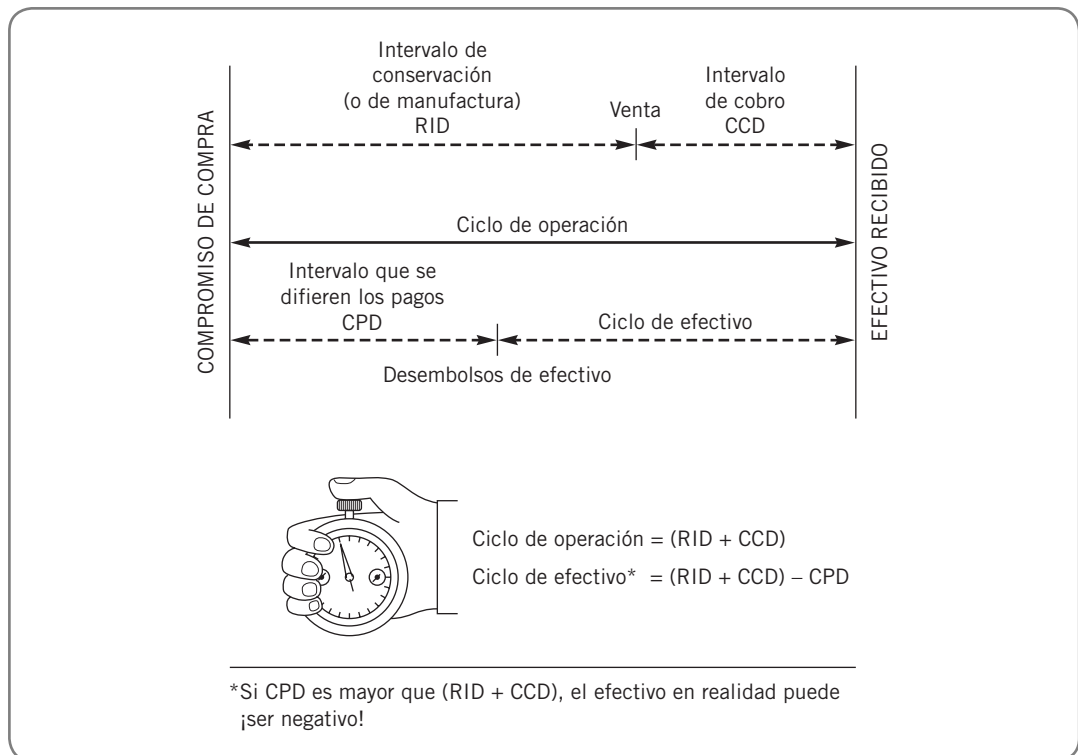 Intervalo de
conservación
(o de manufactura)
RID
Venta
Intervalo
de cobro
CCD
COMPROMISO DE COMPRA
EFECTIVO RECIBIDO
Ciclo de operación
Intervalo que se
difieren los pagos
CPD
Ciclo de efectivo
Desembolsos de efectivo
Ciclo de operación = (RID + CCD)
Ciclo de efectivo* = (RID + CCD) – CPD
*Si CPD es mayor que (RID + CCD), el efectivo en realidad puede
¡ser negativo!